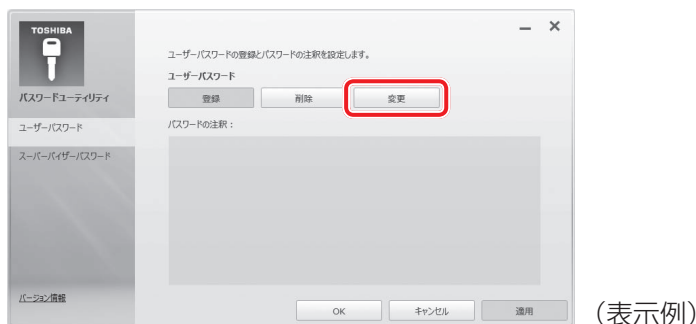 TOSHIBA
パスワードユーティリティ
ユーザーパスワード
スーパーバイザーパスワード
バージョン情報
ユーザーパスワードの登録とパスワードの注釈を設定します。
ユーザーパスワード
登録 削除 変更
パスワードの注釈：
OK キャンセル 適用
（表示例）